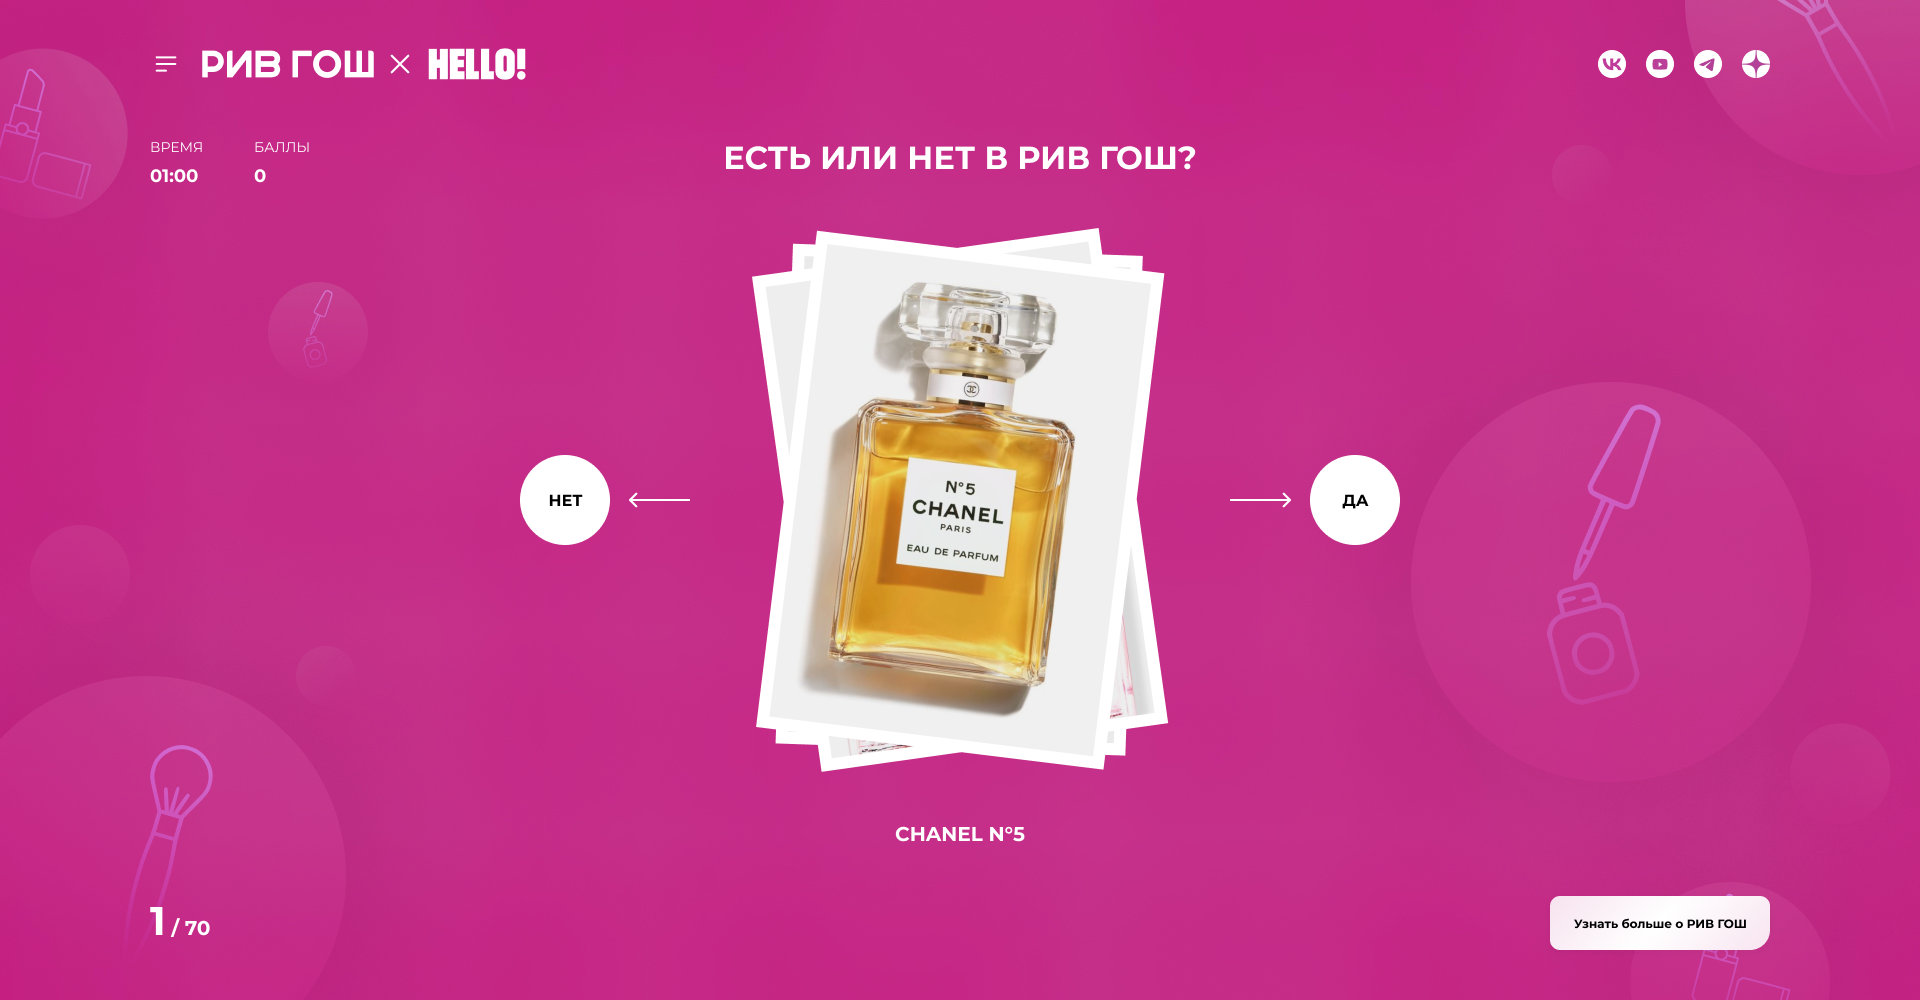 РИВ ГОШ × HELLO!
ВРЕМЯ
БАЛЛЫ
01:00
0
ЕСТЬ ИЛИ НЕТ В РИВ ГОШ?
N°5
CHANEL
PARIS
EAU DE PARFUM
НЕТ
ДА
CHANEL N°5
1 / 70
Узнать больше о РИВ ГОШ